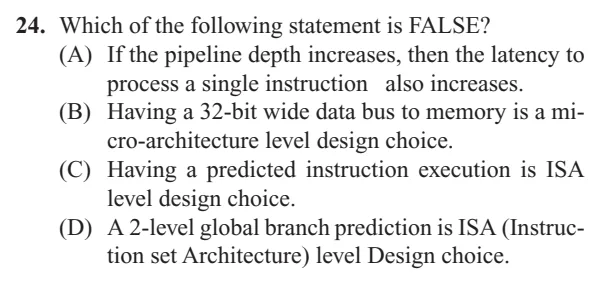 24. Which of the following statement is FALSE?
(A) If the pipeline depth increases, then the latency to
process a single instruction also increases.
(B) Having a 32-bit wide data bus to memory is a mi-
cro-architecture level design choice.
(C) Having a predicted instruction execution is ISA
level design choice.
(D) A 2-level global branch prediction is ISA (Instruc-
tion set Architecture) level Design choice.